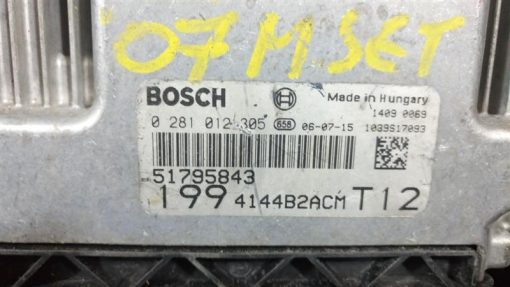 07 M SET
BOSCH Made in Hungary
1409 0069
0 281 012 305 658 06-07-15 1039S17093
51795843
199 4144B2ACM T12